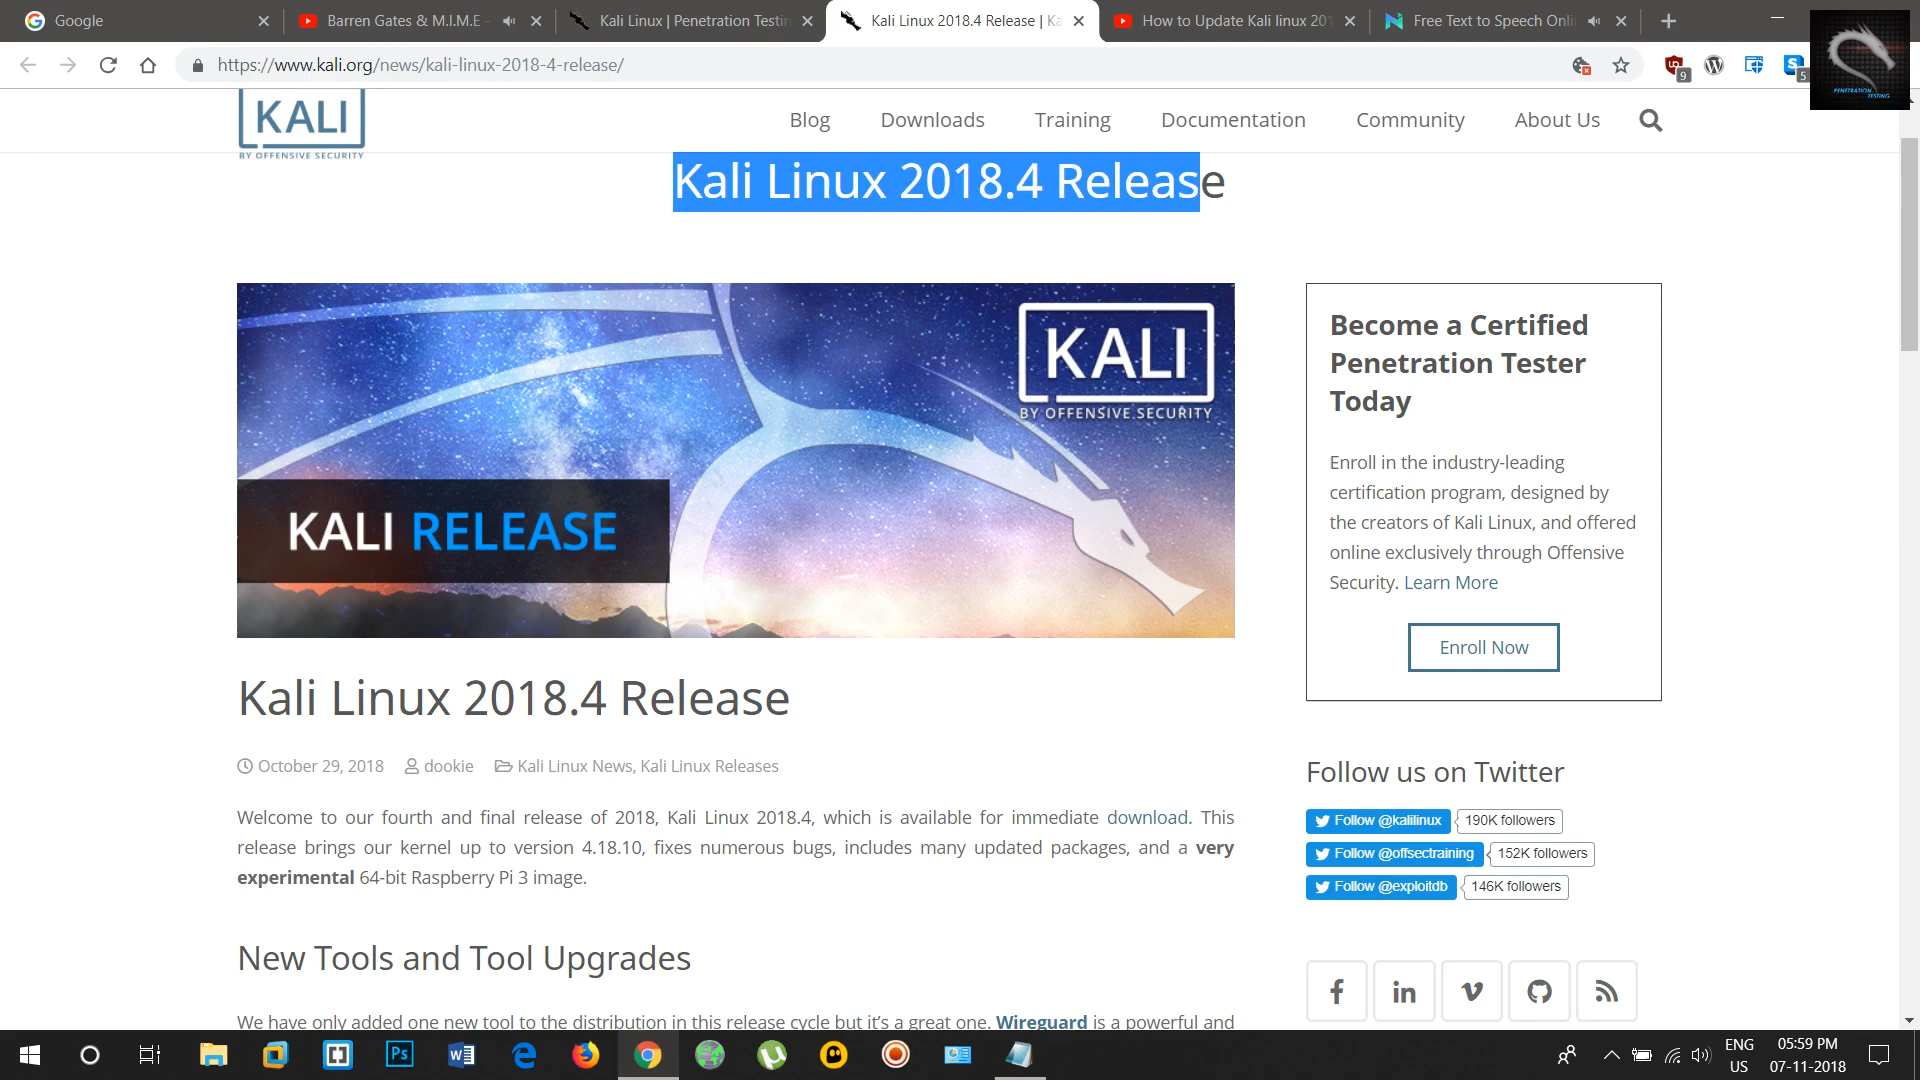 Google
Barren Gates & M.I.M.E -
Kali Linux | Penetration Testin
Kali Linux 2018.4 Release | Ka
How to Update Kali linux 201
Free Text to Speech Onli
https://www.kali.org/news/kali-linux-2018-4-release/
9
5
PENETRATION
TESTING
KALI
BY OFFENSIVE SECURITY
Blog
Downloads
Training
Documentation
Community
About Us
Kali Linux 2018.4 Release
KALI
BY OFFENSIVE SECURITY
KALI RELEASE
Kali Linux 2018.4 Release
October 29, 2018 dookie Kali Linux News, Kali Linux Releases
Welcome to our fourth and final release of 2018, Kali Linux 2018.4, which is available for immediate download. This
release brings our kernel up to version 4.18.10, fixes numerous bugs, includes many updated packages, and a very
experimental 64-bit Raspberry Pi 3 image.
New Tools and Tool Upgrades
We have only added one new tool to the distribution in this release cycle but it's a great one. Wireguard is a powerful and
Become a Certified
Penetration Tester
Today
Enroll in the industry-leading
certification program, designed by
the creators of Kali Linux, and offered
online exclusively through Offensive
Security. Learn More
Enroll Now
Follow us on Twitter
Follow @kalilinux 190K followers
Follow @offsectraining 152K followers
Follow @exploitdb 146K followers
Ps
ENG
US
05:59 PM
07-11-2018